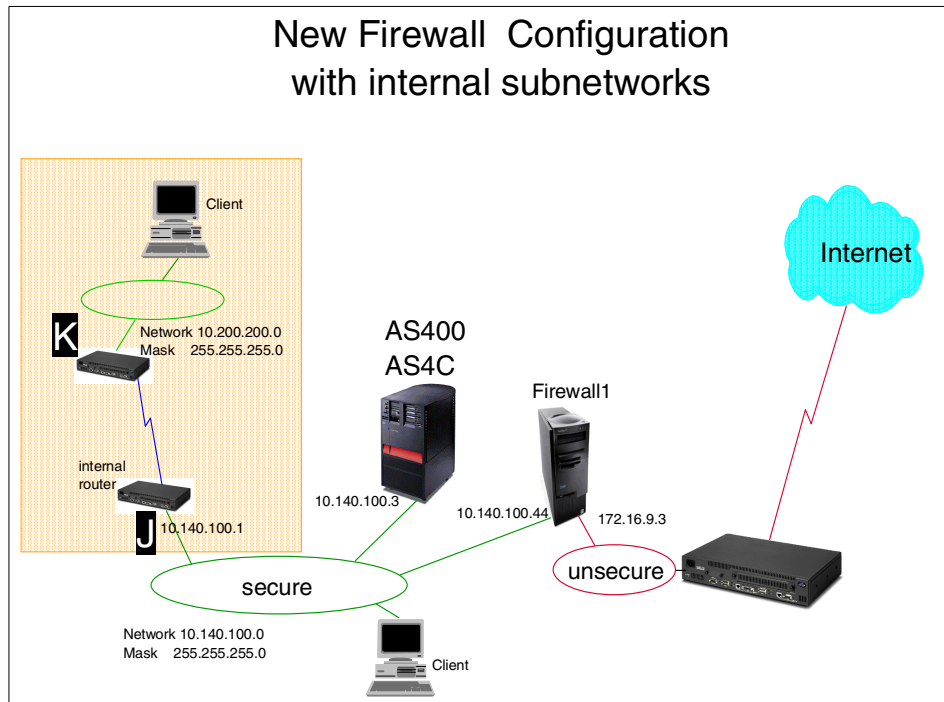 New Firewall Configuration
with internal subnetworks
Client
Internet
K
Network 10.200.200.0
Mask 255.255.255.0
AS400
AS4C
Firewall1
internal
router
10.140.100.3
10.140.100.44
172.16.9.3
J
10.140.100.1
secure
unsecure
Network 10.140.100.0
Mask 255.255.255.0
Client